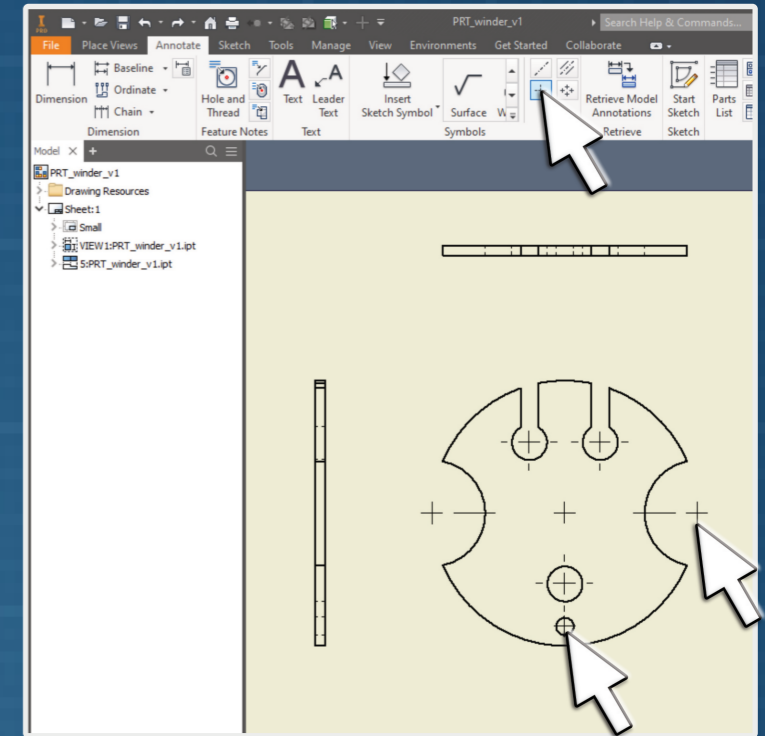 PRO
PRT_winder_v1
Search Help & Commands...
File Place Views Annotate Sketch Tools Manage View Environments Get Started Collaborate
Dimension
Baseline
Ordinate
Chain
Hole and
Thread
Text
Leader
Text
Insert
Sketch Symbol
Surface
Retrieve Model
Annotations
Start
Sketch
Parts
List
Dimension Feature Notes Text Symbols Retrieve Sketch
Model
PRT_winder_v1
Drawing Resources
Sheet:1
Small
VIEW1:PRT_winder_v1.ipt
5:PRT_winder_v1.ipt